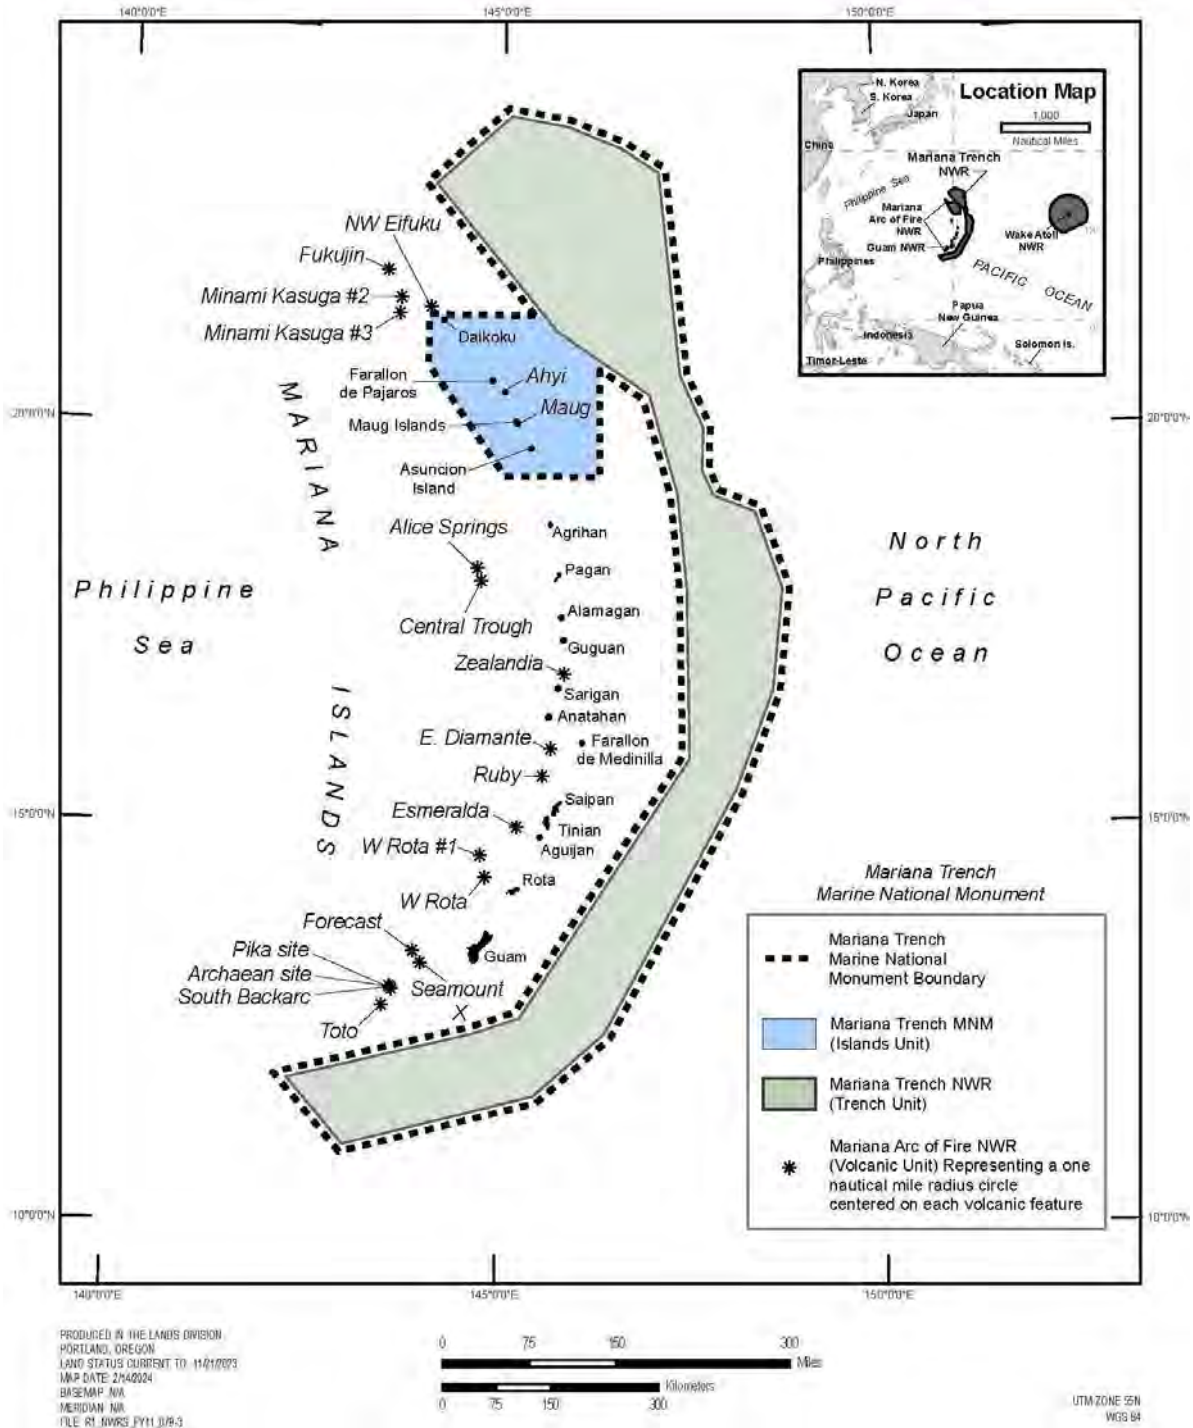 140°0'0"E
145°0'0"E
150°0'0"E
Location Map
1,000
Nautical Miles
N. Korea
S. Korea
Japan
China
Mariana Trench
NWR
Philippine Sea
Mariana
Arc of Fire
NWR
Guam NWR
Wake Atoll
NWR
Philippines
PACIFIC OCEAN
Papua
New Guinea
Indonesia
Solomon Is.
Timor-Leste
NW Eifuku
Fukujin
Minami Kasuga #2
Minami Kasuga #3
Daikoku
Farallon
de Pajaros
Ahyi
Maug
Maug Islands
Asuncion
Island
20°0'0"N
20°0'0"N
MARIANA
ISLANDS
Alice Springs
Agrihan
Pagan
Central Trough
Alamagan
Guguan
Zealandia
Sarigan
Anatahan
E. Diamante
Farallon
de Medinilla
Ruby
Saipan
Esmeralda
Tinian
Aguijan
W Rota #1
Rota
W Rota
Forecast
Pika site
Guam
Archaean site
South Backarc
Seamount
X
Toto
Philippine
Sea
North
Pacific
Ocean
15°0'0"N
15°0'0"N
Mariana Trench
Marine National Monument
Mariana Trench
Marine National
Monument Boundary
Mariana Trench MNM
(Islands Unit)
Mariana Trench NWR
(Trench Unit)
Mariana Arc of Fire NWR
(Volcanic Unit) Representing a one
nautical mile radius circle
centered on each volcanic feature
10°0'0"N
10°0'0"N
140°0'0"E
145°0'0"E
150°0'0"E
PRODUCED IN THE LANDS DIVISION
PORTLAND, OREGON
LAND STATUS CURRENT TO: 11/21/2023
MAP DATE: 2/14/2024
BASEMAP: N/A
MERIDIAN: N/A
0 75 150 300
Miles
Kilometers
0 75 150 300
UTM ZONE 55N
WGS 84